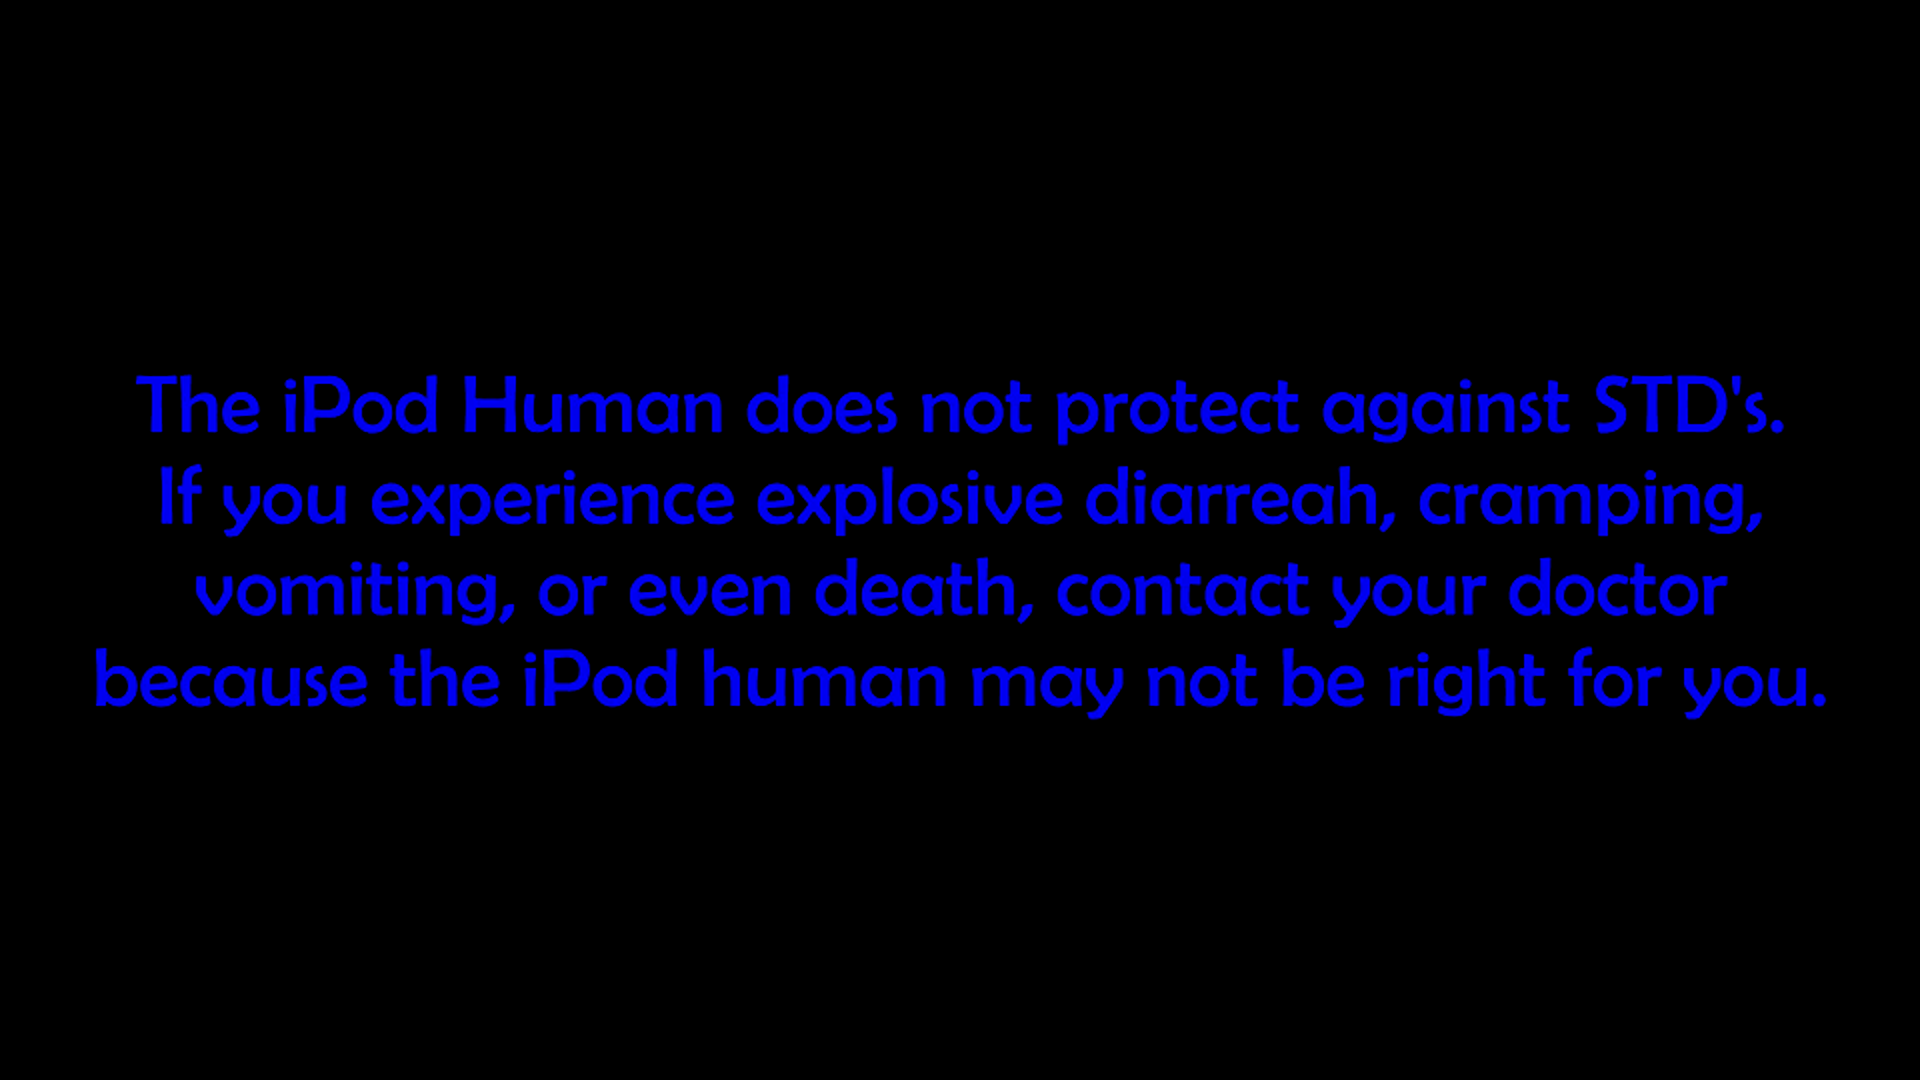 The iPod Human does not protect against STD's.
If you experience explosive diarreah, cramping,
vomiting, or even death, contact your doctor
because the iPod human may not be right for you.